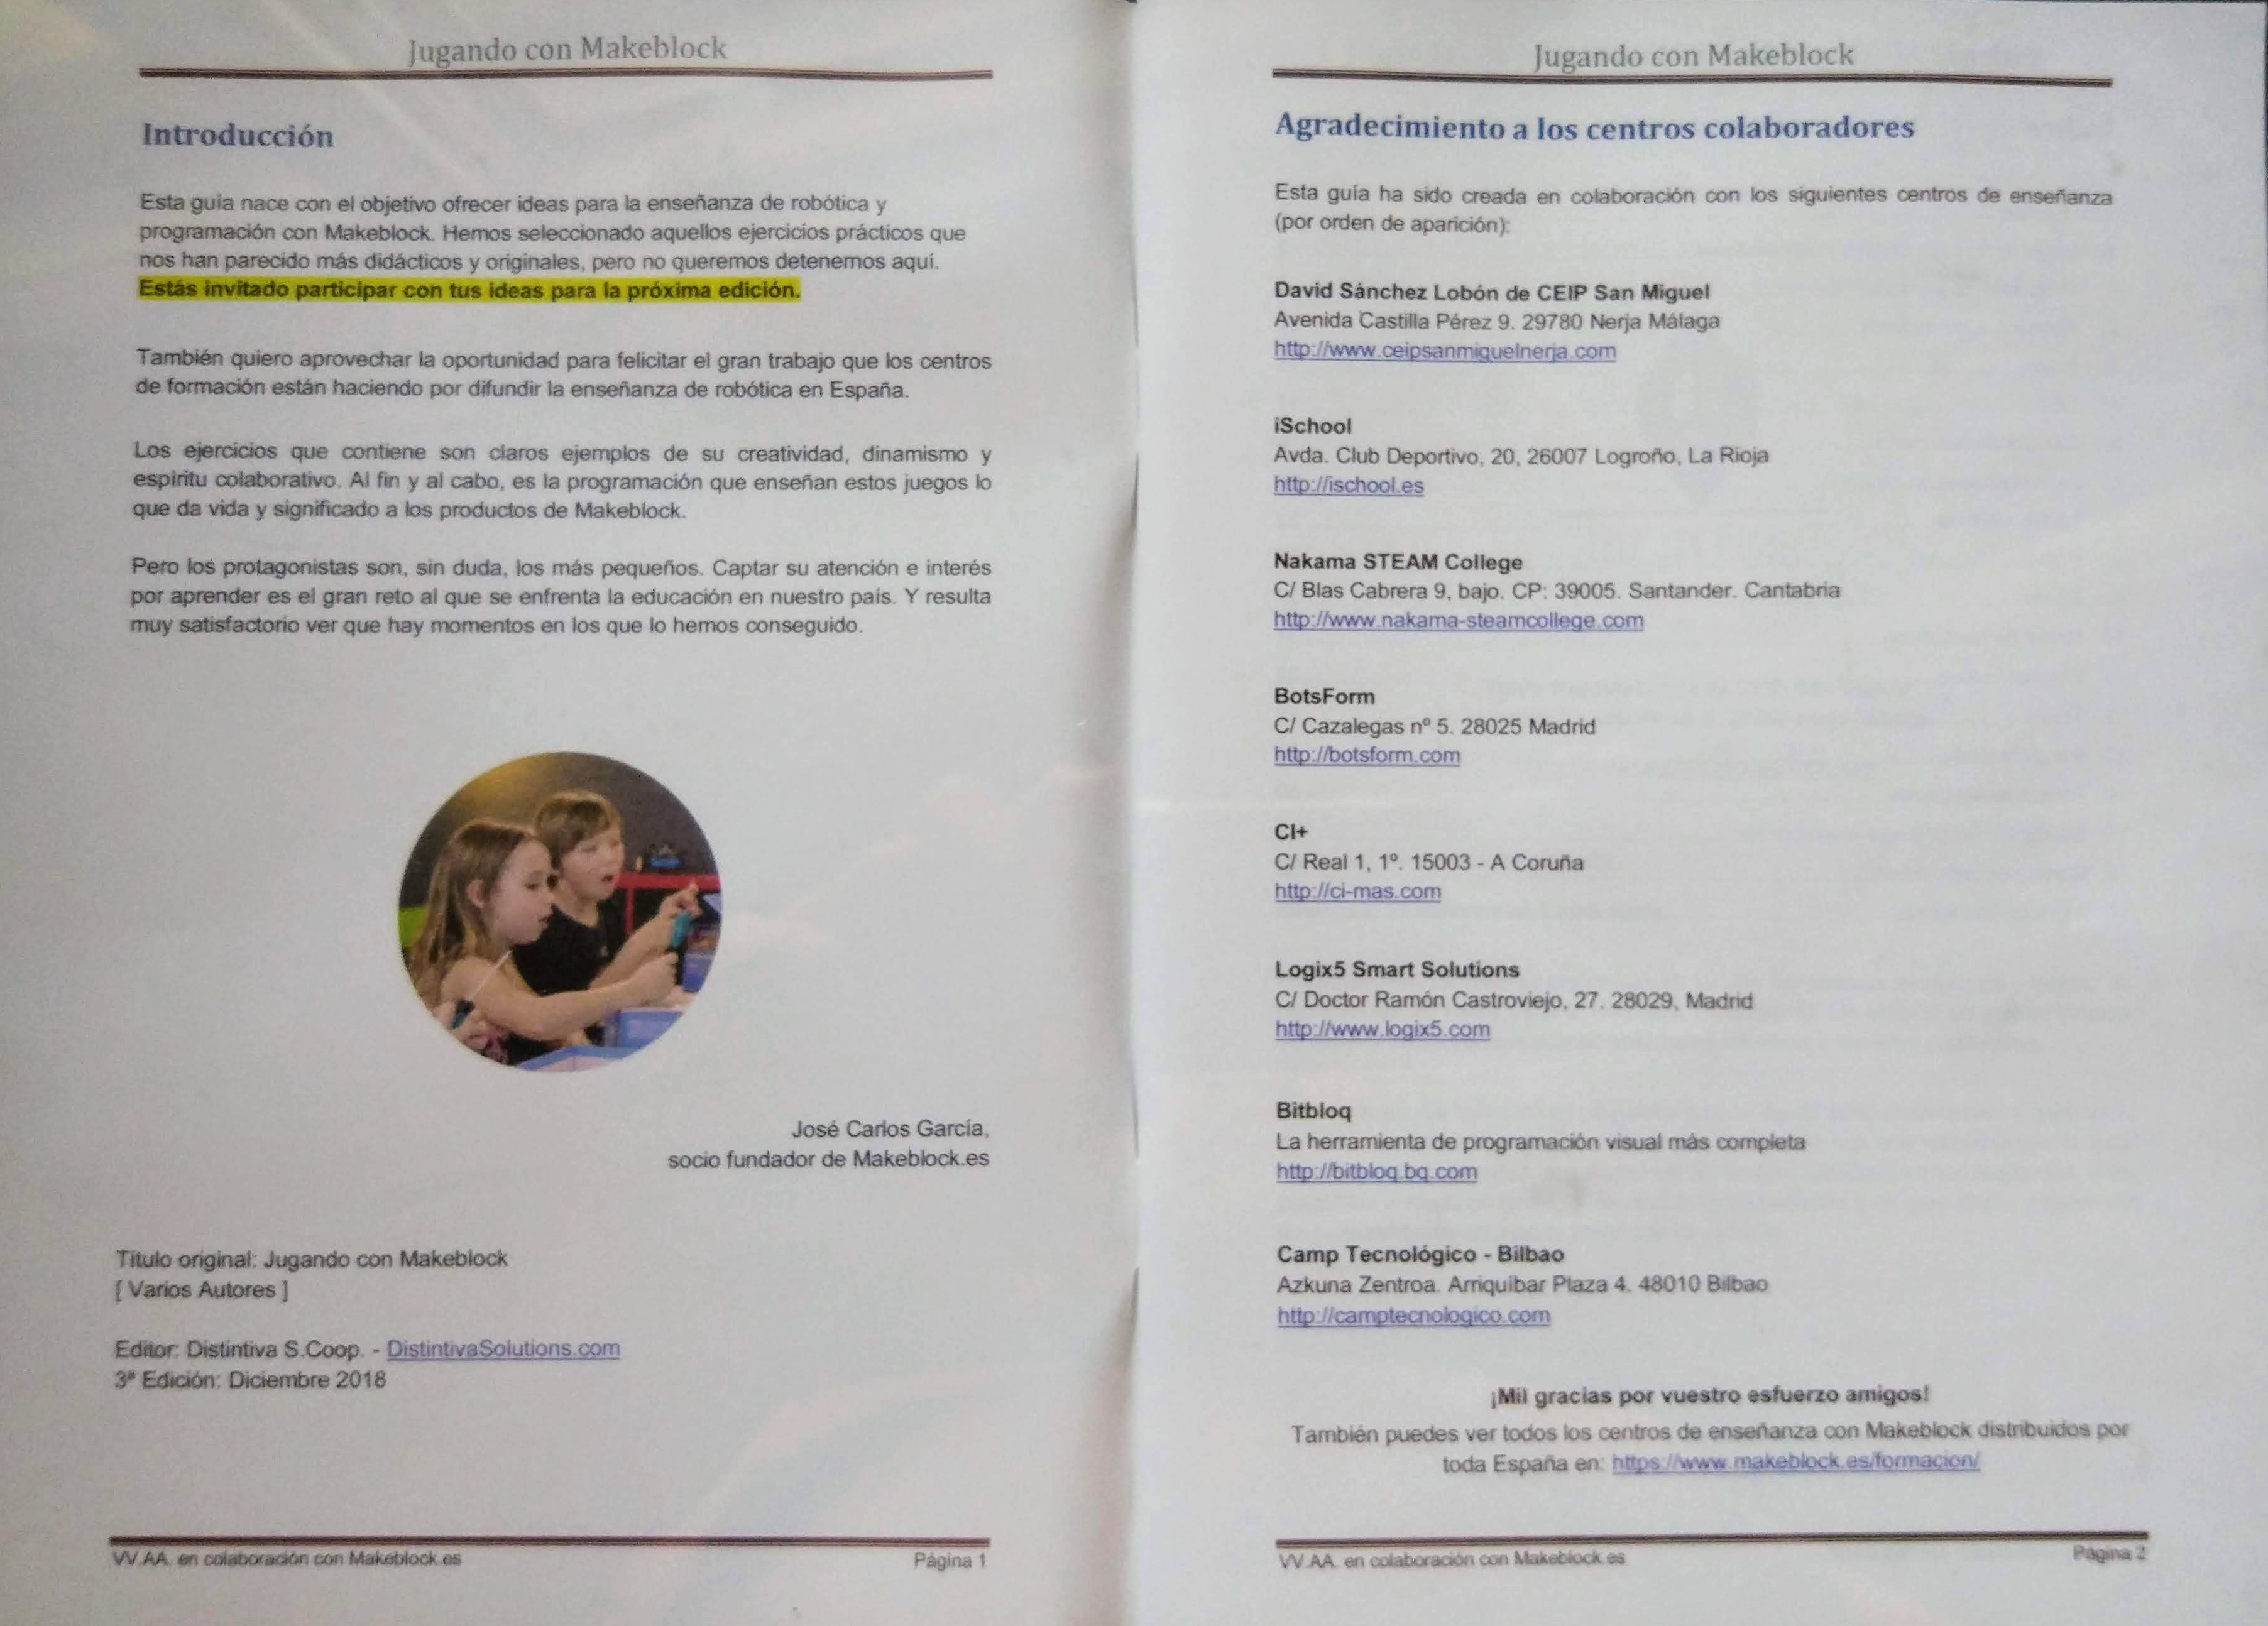 Jugando con Makeblock
Introducción
Esta guía nace con el objetivo ofrecer ideas para la enseñanza de robótica y
programación con Makeblock. Hemos seleccionado aquellos ejercicios prácticos que
nos han parecido más didácticos y originales, pero no queremos detenemos aquí.
Estás invitado participar con tus ideas para la próxima edición.
También quiero aprovechar la oportunidad para felicitar el gran trabajo que los centros
de formación están haciendo por difundir la enseñanza de robótica en España.
Los ejercicios que contiene son claros ejemplos de su creatividad, dinamismo y
espíritu colaborativo. Al fin y al cabo, es la programación que enseñan estos juegos lo
que da vida y significado a los productos de Makeblock.
Pero los protagonistas son, sin duda, los más pequeños. Captar su atención e interés
por aprender es el gran reto al que se enfrenta la educación en nuestro país. Y resulta
muy satisfactorio ver que hay momentos en los que lo hemos conseguido.
José Carlos García,
socio fundador de Makeblock.es
Título original: Jugando con Makeblock
[ Varios Autores ]
Editor: Distintiva S.Coop. - DistintivaSolutions.com
3ª Edición: Diciembre 2018
VV.AA. en colaboración con Makeblock.es
Página 1
Jugando con Makeblock
Agradecimiento a los centros colaboradores
Esta guía ha sido creada en colaboración con los siguientes centros de enseñanza
(por orden de aparición):
David Sánchez Lobón de CEIP San Miguel
Avenida Castilla Pérez 9. 29780 Nerja Málaga
http://www.ceipsanmiguelnerja.com
iSchool
Avda. Club Deportivo, 20, 26007 Logroño, La Rioja
http://ischool.es
Nakama STEAM College
C/ Blas Cabrera 9, bajo. CP: 39005. Santander. Cantabria
http://www.nakama-steamcollege.com
BotsForm
C/ Cazalegas nº 5. 28025 Madrid
http://botsform.com
CI+
C/ Real 1, 1º. 15003 - A Coruña
http://ci-mas.com
Logix5 Smart Solutions
C/ Doctor Ramón Castroviejo, 27. 28029, Madrid
http://www.logix5.com
Bitbloq
La herramienta de programación visual más completa
http://bitbloq.bq.com
Camp Tecnológico - Bilbao
Azkuna Zentroa. Arriquibar Plaza 4. 48010 Bilbao
http://camptecnologico.com
¡Mil gracias por vuestro esfuerzo amigos!
También puedes ver todos los centros de enseñanza con Makeblock distribuidos por
toda España en: https://www.makeblock.es/formacion/
VV.AA. en colaboración con Makeblock.es
Página 2